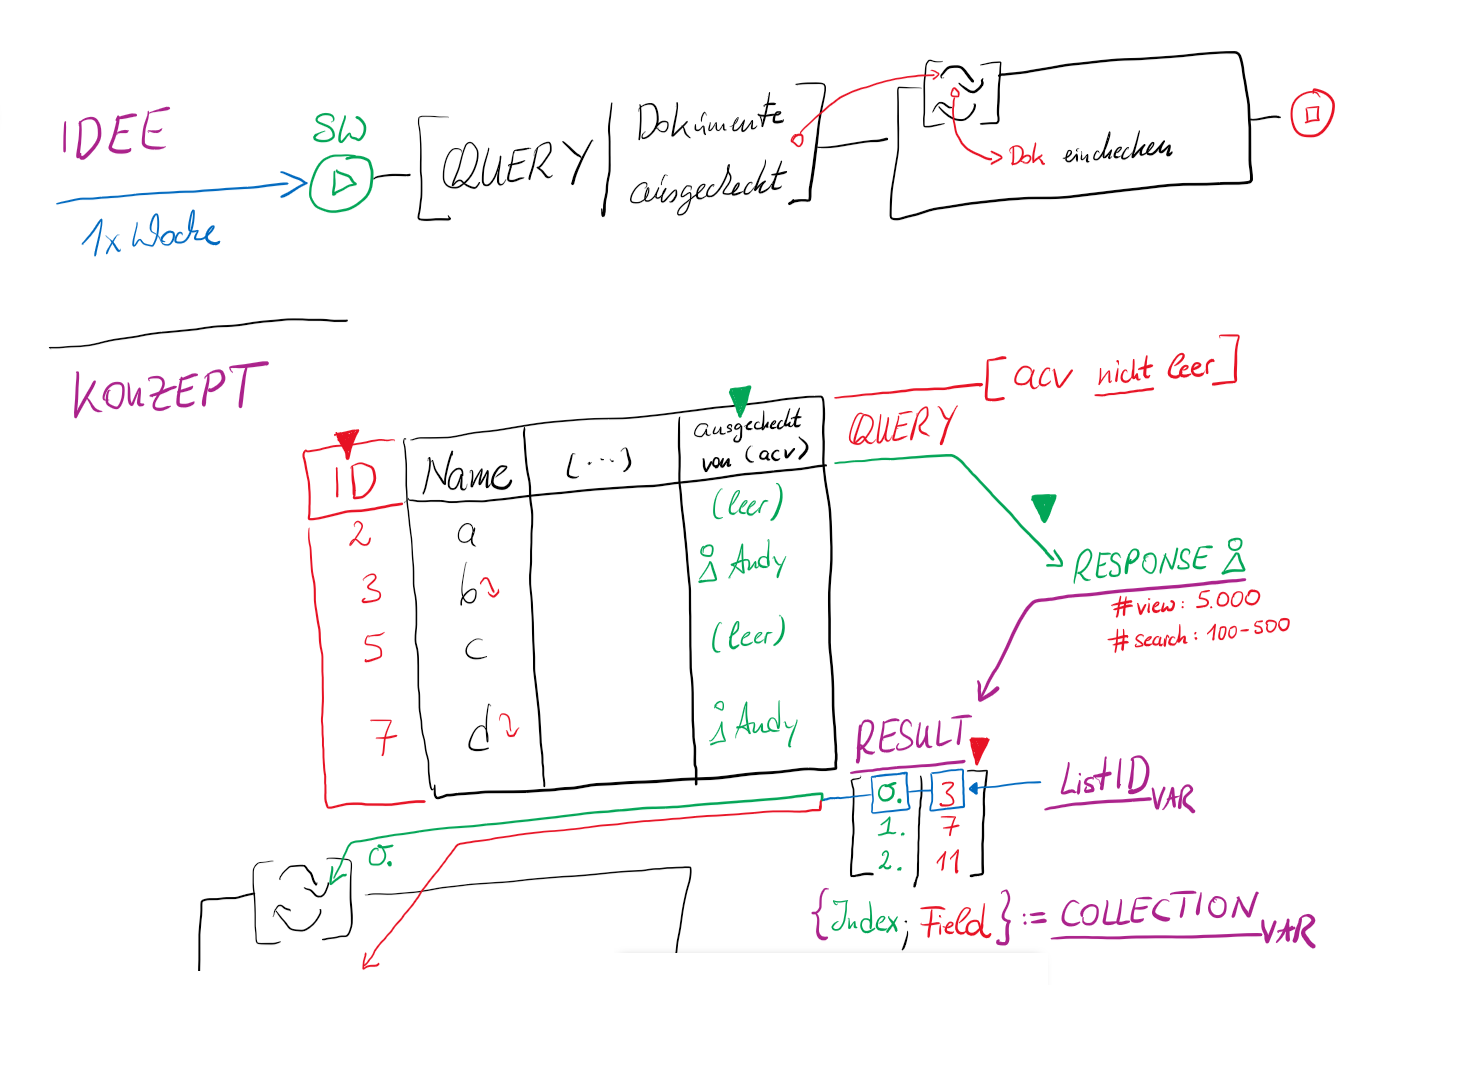 IDEE
SW
1x Woche
QUERY
Dokumente
ausgecheckt
Dok einchecken
KONZEPT
[acv nicht leer]
QUERY
ID
Name
(...)
ausgecheckt
von (acv)
2 a (leer)
3 b Andy
5 c (leer)
7 d Andy
RESPONSE
#view: 5.000
#search: 100-500
RESULT
0. 3
1. 7
2. 11
ListID VAR
0.
{Index; Field} := COLLECTION VAR